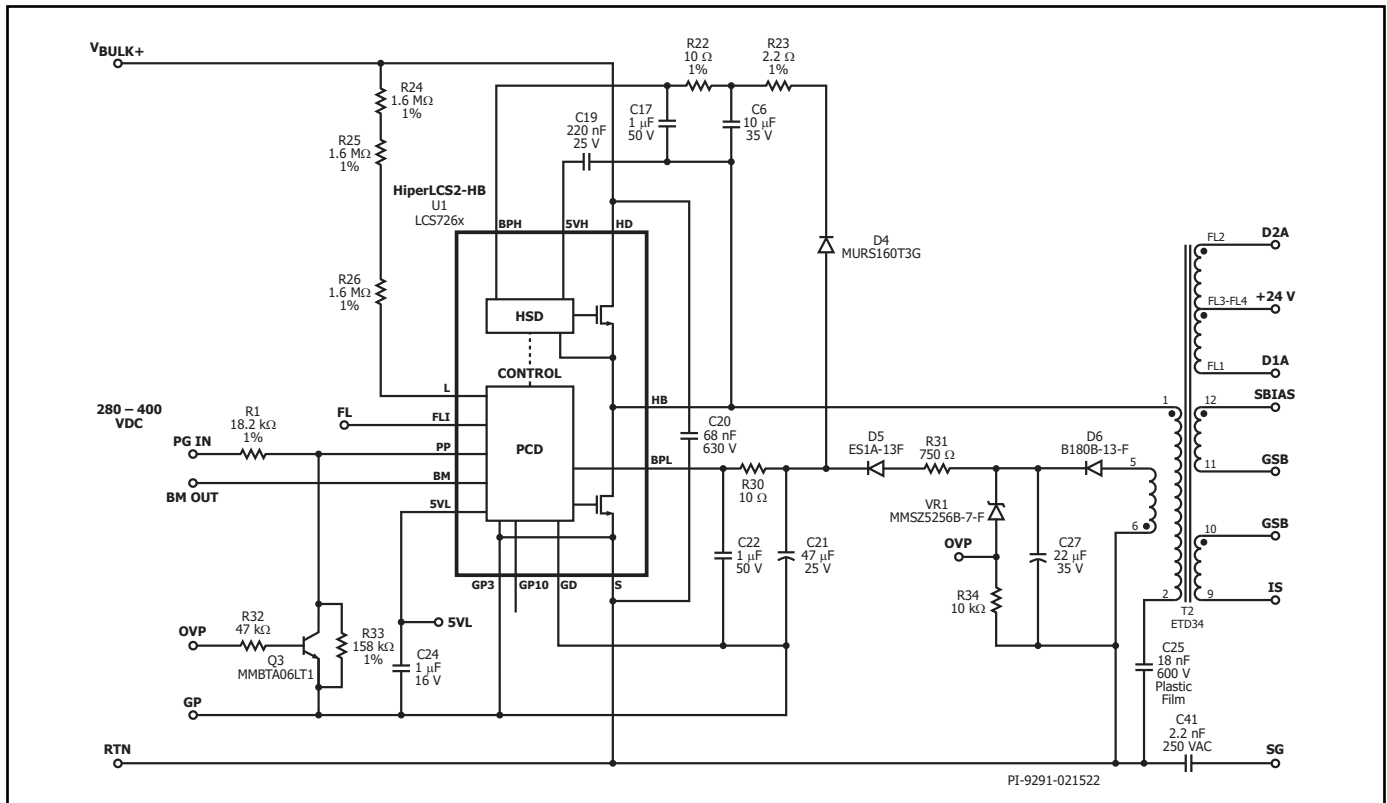 VBULK+
R24
1.6 MΩ
1%
R25
1.6 MΩ
1%
R26
1.6 MΩ
1%
R22
10 Ω
1%
R23
2.2 Ω
1%
C19
220 nF
25 V
C17
1 µF
50 V
C6
10 µF
35 V
HiperLCS2-HB
U1
LCS726x
BPH
5VH
HD
D4
MURS160T3G
HSD
CONTROL
PCD
L
FLI
PP
BM
5VL
HB
BPL
GP3
GP10
GD
S
280 – 400
VDC
FL
PG IN
R1
18.2 kΩ
1%
BM OUT
C20
68 nF
630 V
R30
10 Ω
D5
ES1A-13F
R31
750 Ω
D6
B180B-13-F
VR1
MMSZ5256B-7-F
OVP
R34
10 kΩ
C22
1 µF
50 V
C21
47 µF
25 V
C27
22 µF
35 V
OVP
R32
47 kΩ
Q3
MMBTA06LT1
R33
158 kΩ
1%
5VL
C24
1 µF
16 V
GP
RTN
1
2
5
6
FL2
D2A
FL3-FL4
+24 V
FL1
D1A
12
SBIAS
11
GSB
10
GSB
9
IS
T2
ETD34
C25
18 nF
600 V
Plastic
Film
C41
2.2 nF
250 VAC
SG
PI-9291-021522